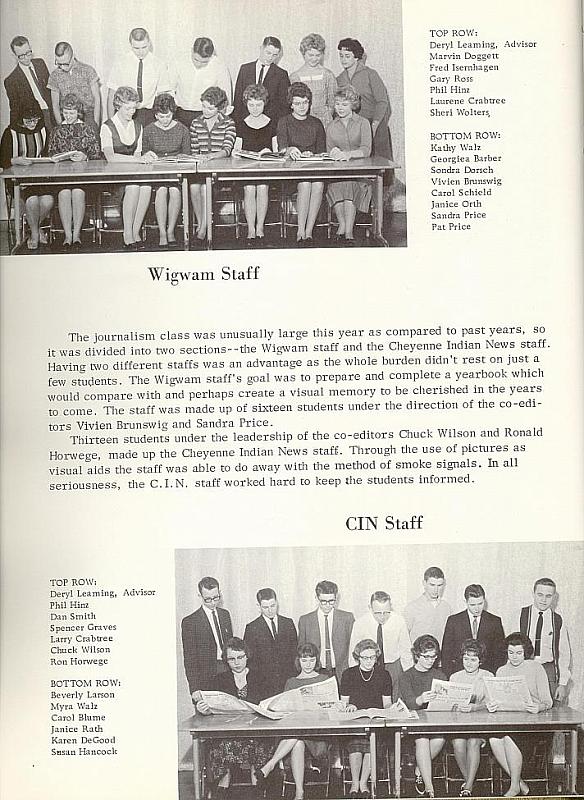 TOP ROW:
Deryl Leaming, Advisor
Marvin Doggett
Fred Isernhagen
Gary Ross
Phil Hinz
Laurene Crabtree
Sheri Wolters
BOTTOM ROW:
Kathy Walz
Georgiea Barber
Sondra Dorsch
Vivien Brunswig
Carol Schield
Janice Orth
Sandra Price
Pat Price
Wigwam Staff
The journalism class was unusually large this year as compared to past years, so
it was divided into two sections--the Wigwam staff and the Cheyenne Indian News staff.
Having two different staffs was an advantage as the whole burden didn't rest on just a
few students. The Wigwam staff's goal was to prepare and complete a yearbook which
would compare with and perhaps create a visual memory to be cherished in the years
to come. The staff was made up of sixteen students under the direction of the co-edi-
tors Vivien Brunswig and Sandra Price.
Thirteen students under the leadership of the co-editors Chuck Wilson and Ronald
Horwege, made up the Cheyenne Indian News staff. Through the use of pictures as
visual aids the staff was able to do away with the method of smoke signals. In all
seriousness, the C.I.N. staff worked hard to keep the students informed.
CIN Staff
TOP ROW:
Deryl Leaming, Advisor
Phil Hinz
Dan Smith
Spencer Graves
Larry Crabtree
Chuck Wilson
Ron Horwege
BOTTOM ROW:
Beverly Larson
Myra Walz
Carol Blume
Janice Rath
Karen DeGood
Susan Hancock